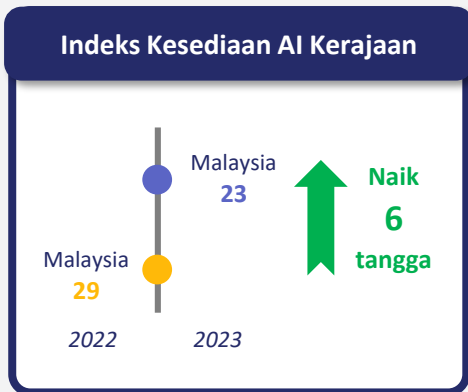 Indeks Kesediaan AI Kerajaan
Malaysia
23
Naik
6
tangga
Malaysia
29
2022
2023